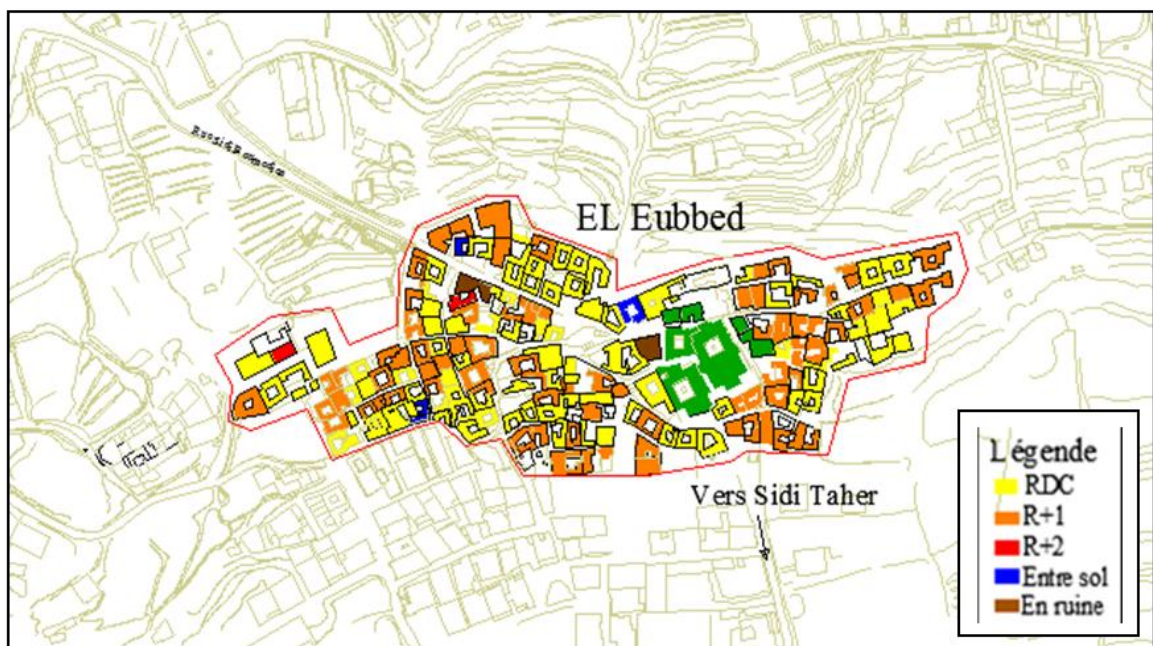 EL Eubbed
Vers Sidi Taher
Légende
RDC
R+1
R+2
Entre sol
En ruine